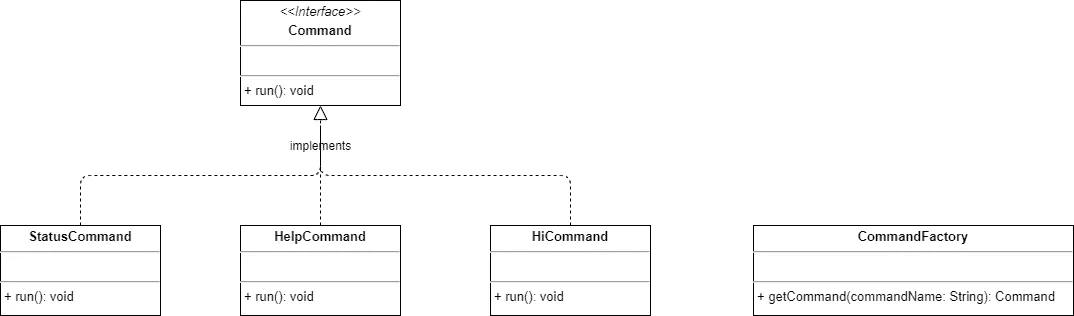 <<Interface>>
Command
+ run(): void
implements
StatusCommand
+ run(): void
HelpCommand
+ run(): void
HiCommand
+ run(): void
CommandFactory
+ getCommand(commandName: String): Command